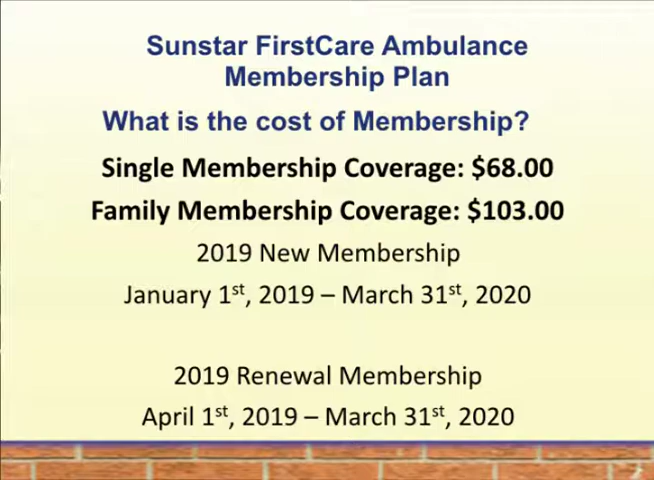 Sunstar FirstCare Ambulance
Membership Plan
What is the cost of Membership?
Single Membership Coverage: $68.00
Family Membership Coverage: $103.00
2019 New Membership
January 1st, 2019 – March 31st, 2020
2019 Renewal Membership
April 1st, 2019 – March 31st, 2020